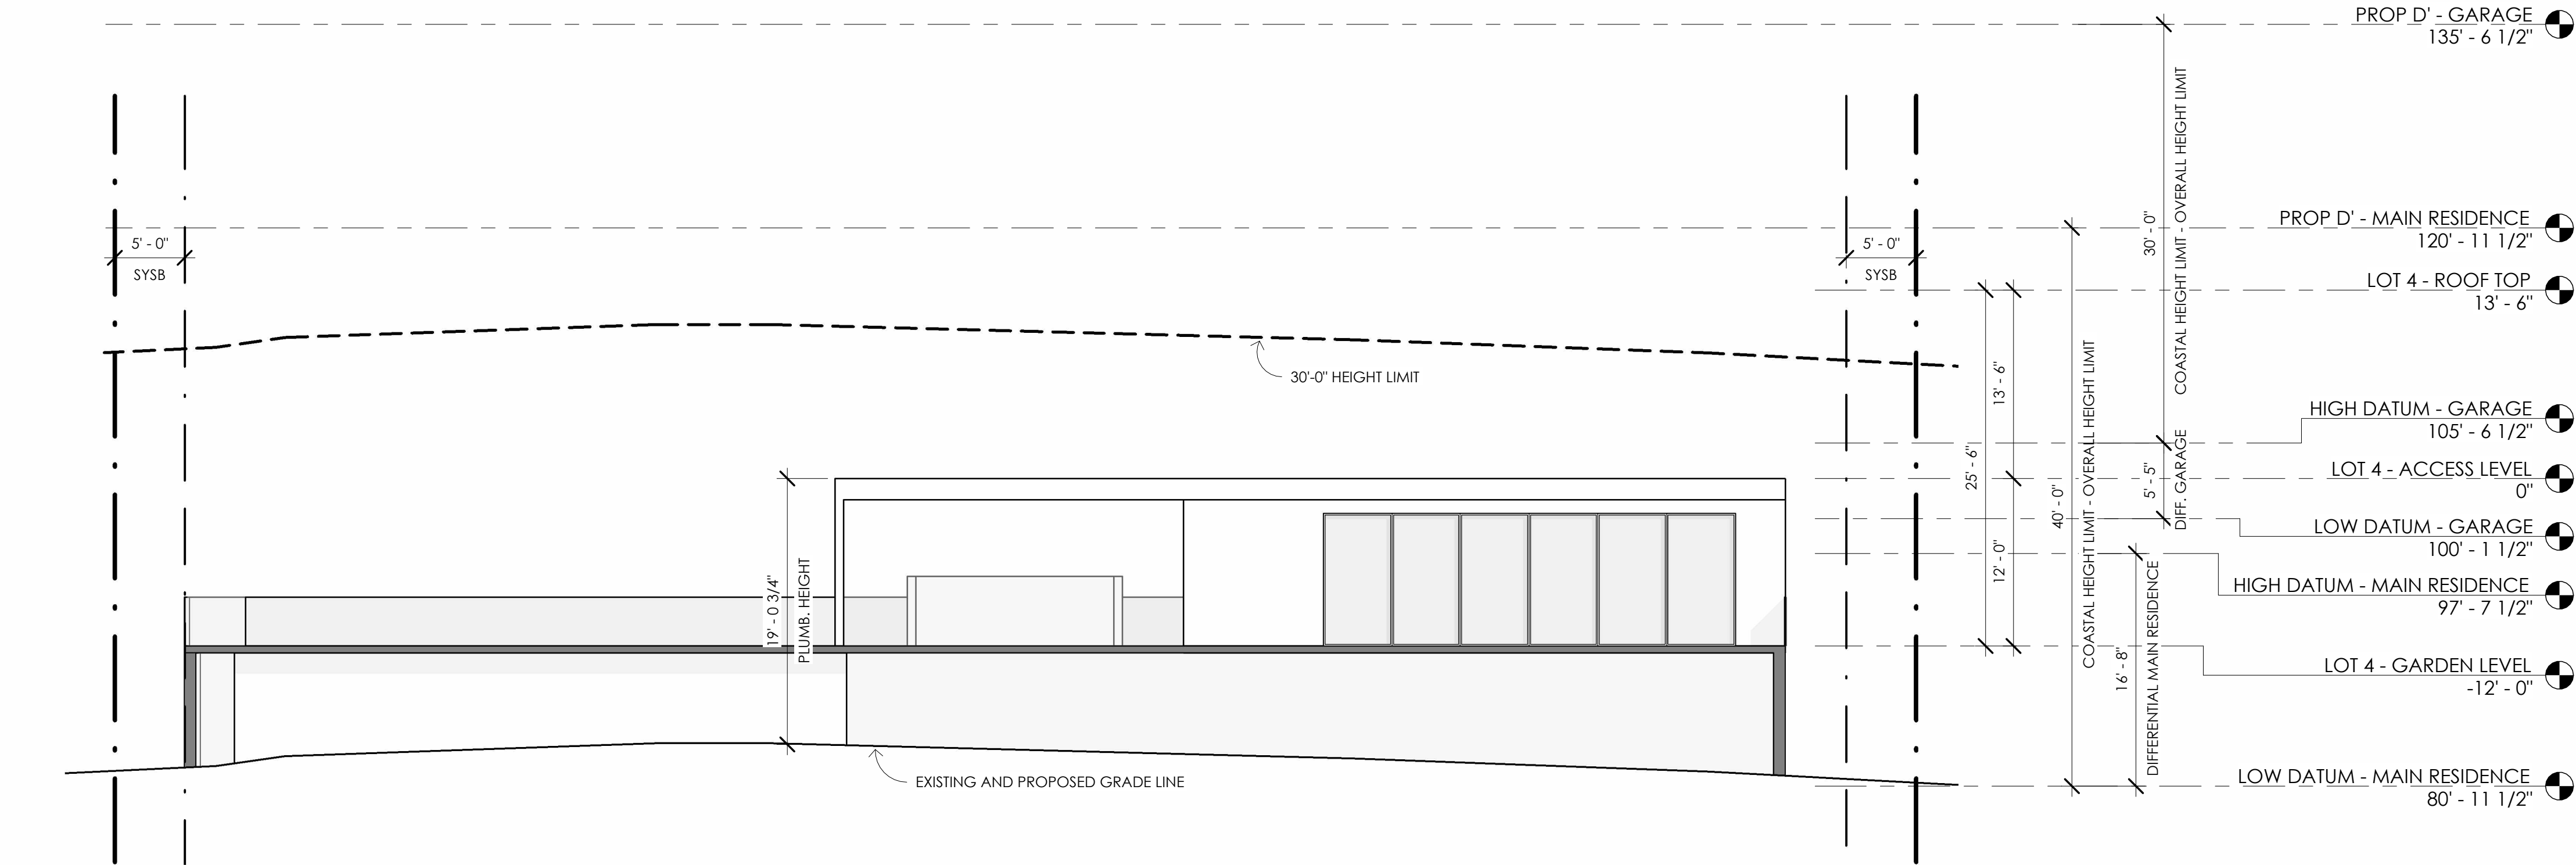 PROP D' - GARAGE
135' - 6 1/2"
PROP D' - MAIN RESIDENCE
120' - 11 1/2"
LOT 4 - ROOF TOP
13' - 6"
HIGH DATUM - GARAGE
105' - 6 1/2"
LOT 4 - ACCESS LEVEL
0"
LOW DATUM - GARAGE
100' - 1 1/2"
HIGH DATUM - MAIN RESIDENCE
97' - 7 1/2"
LOT 4 - GARDEN LEVEL
-12' - 0"
LOW DATUM - MAIN RESIDENCE
80' - 11 1/2"
5' - 0"
SYSB
5' - 0"
SYSB
30'-0" HEIGHT LIMIT
19' - 0 3/4"
PLUMB. HEIGHT
EXISTING AND PROPOSED GRADE LINE
25' - 6"
13' - 6"
12' - 0"
40' - 0"
COASTAL HEIGHT LIMIT - OVERALL HEIGHT LIMIT
16' - 8"
DIFFERENTIAL MAIN RESIDENCE
30' - 0"
COASTAL HEIGHT LIMIT - OVERALL HEIGHT LIMIT
5' - 5"
DIFF. GARAGE